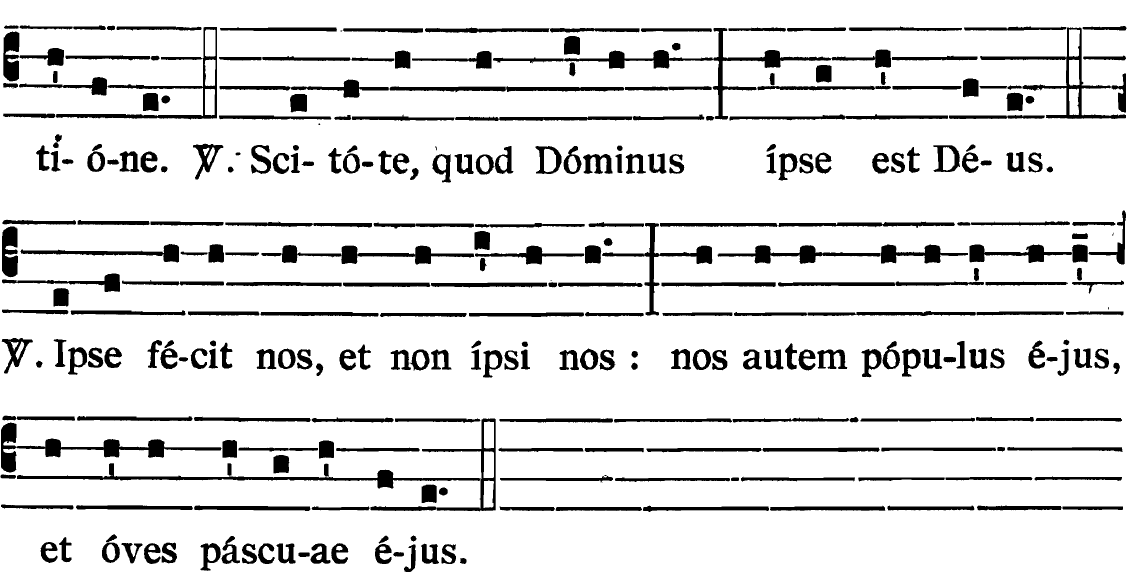 tí- ó-ne. ℣. Sci- tó-te, quod Dóminus ípse est Dé- us.
℣. Ipse fé-cit nos, et non ípsi nos : nos autem pópu-lus é-jus,
et óves páscu-ae é-jus.